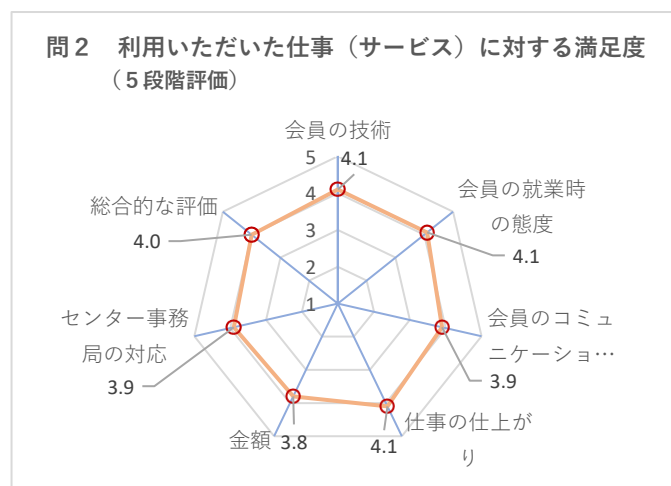 問２　利用いただいた仕事（サービス）に対する満足度
（５段階評価）
会員の技術
5
4.1
4
3
2
1
会員の就業時
の態度
4.1
会員のコミュ
ニケーショ…
3.9
仕事の仕上が
り
4.1
金額
3.8
センター事務
局の対応
3.9
総合的な評価
4.0